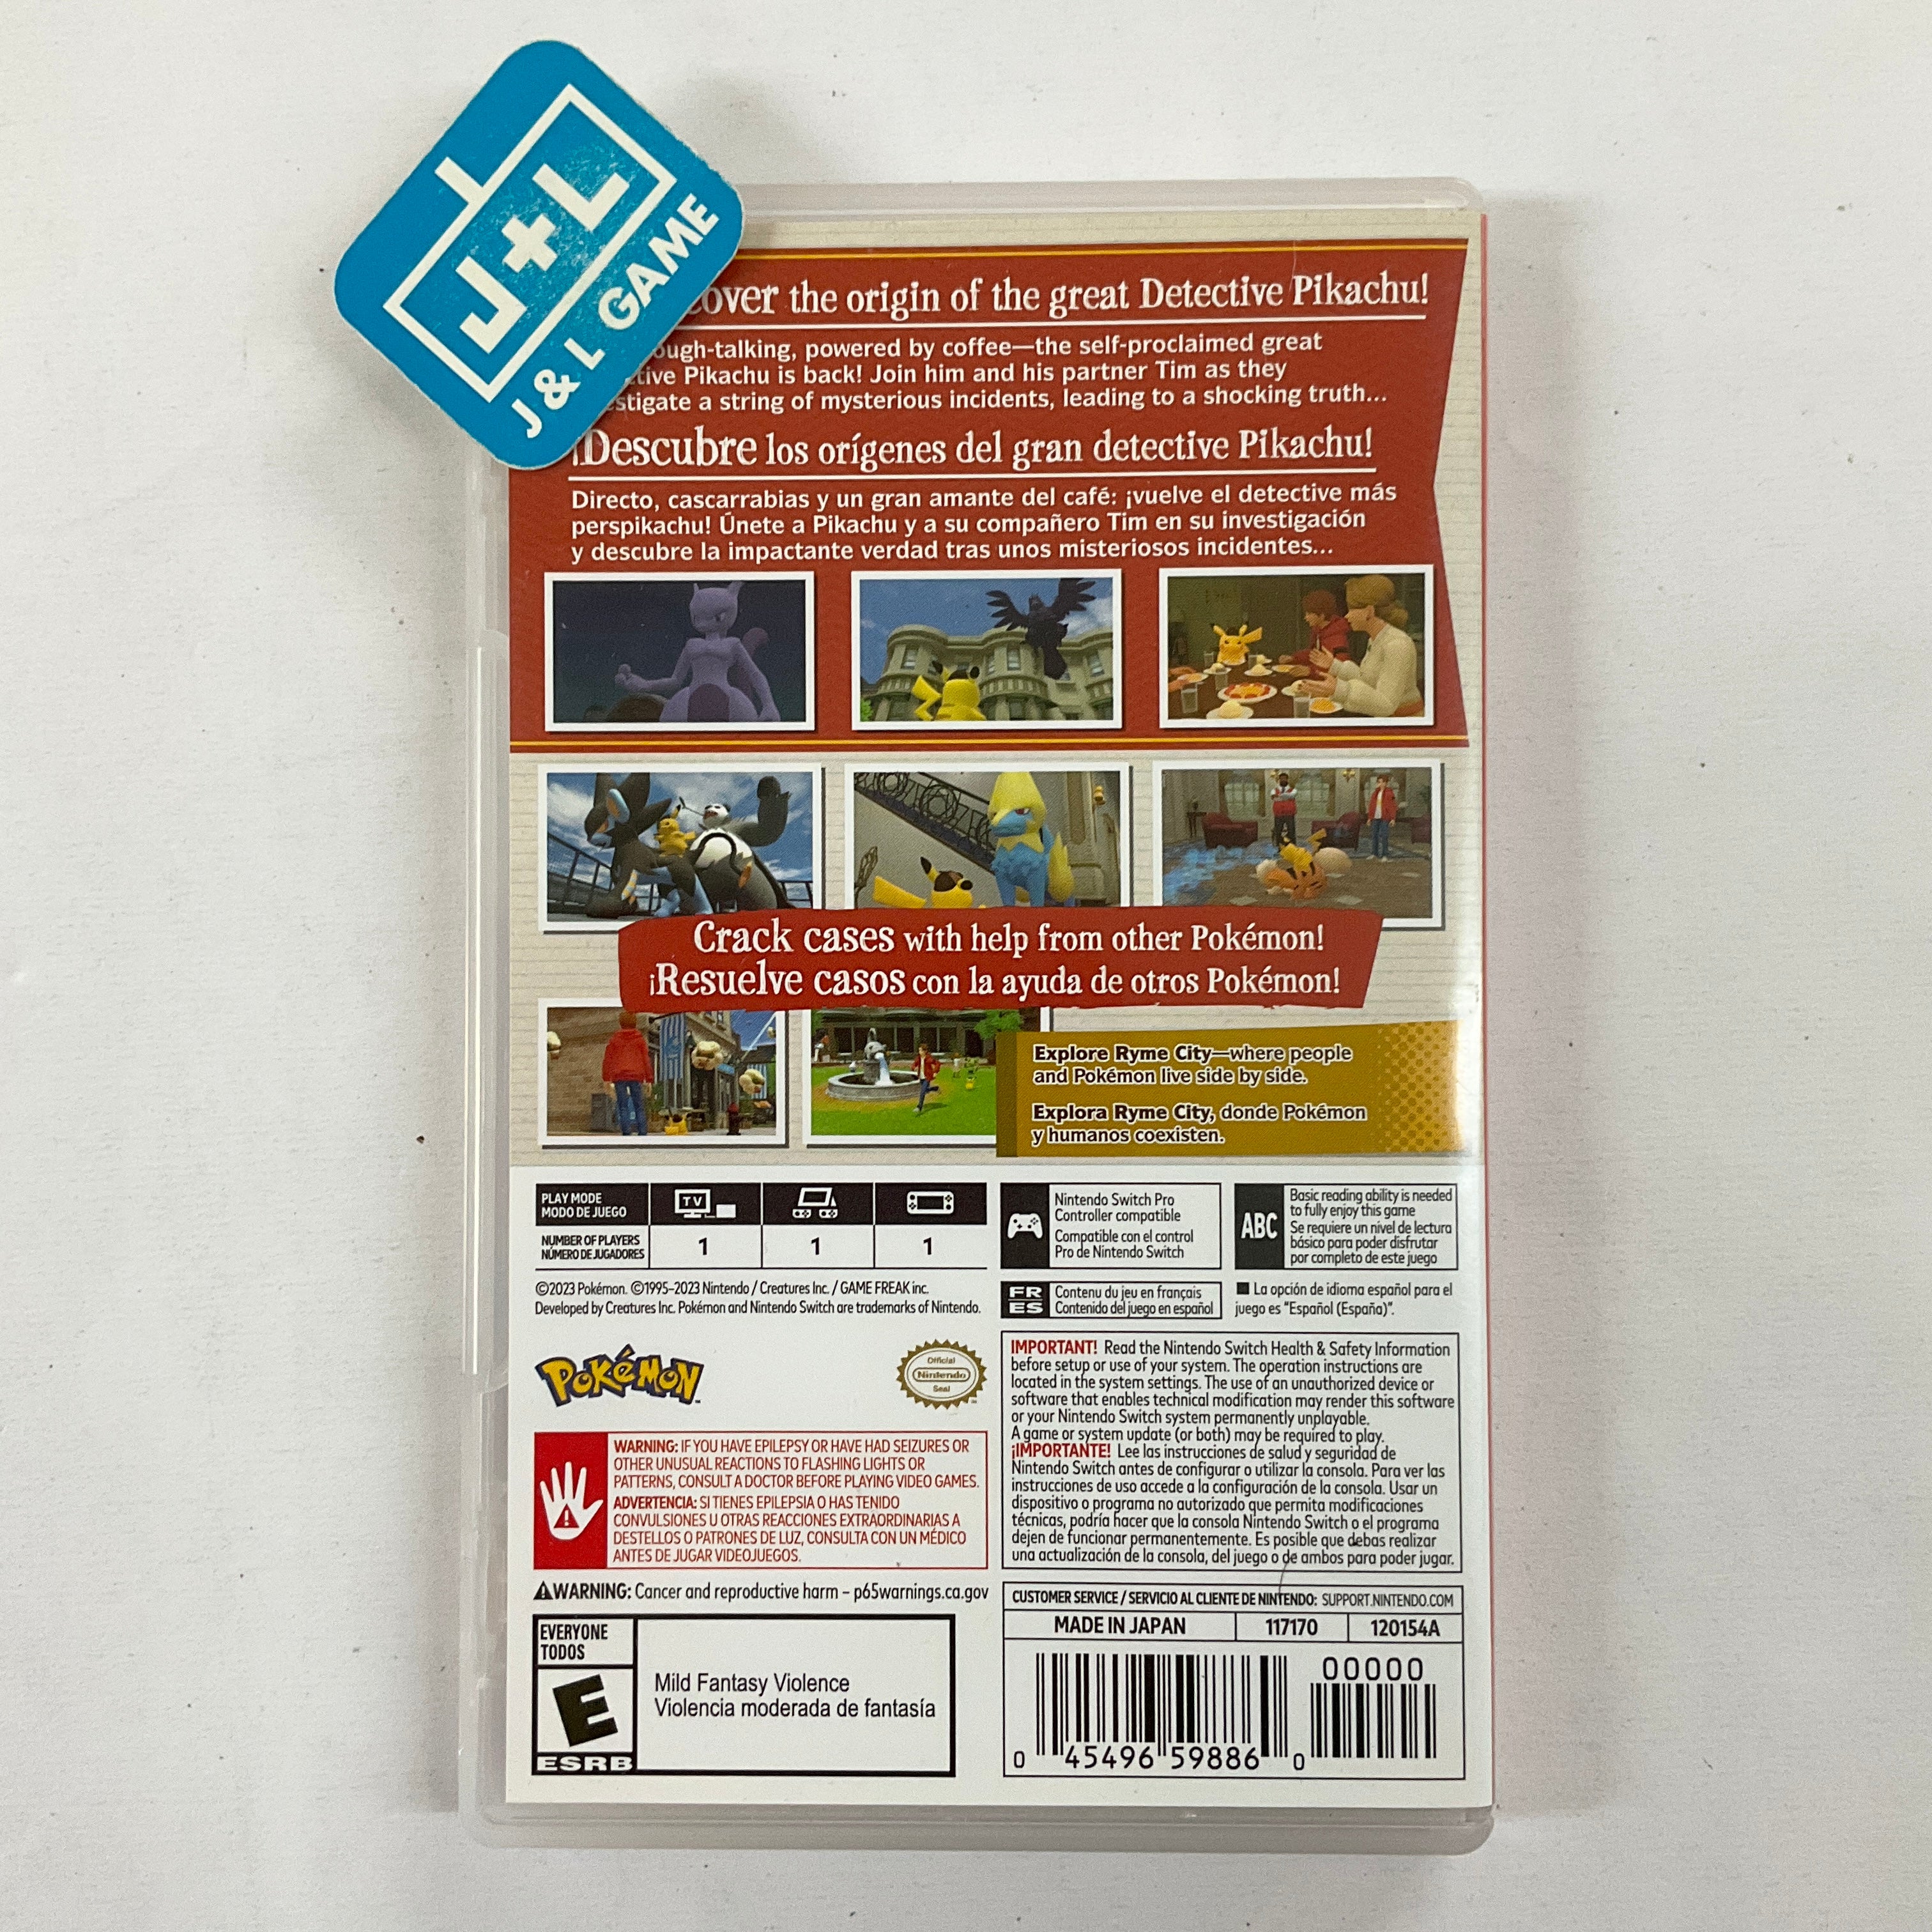 J+L
J & L GAME
the origin of the great Detective Pikachu!
powered by coffee—the self-proclaimed great
Pikachu is back! Join him and his partner Tim as they
a string of mysterious incidents, leading to a shocking truth...
¡Descubre los orígenes del gran detective Pikachu!
Directo, cascarrabias y un gran amante del café: ¡vuelve el detective más
perspikachu! Únete a Pikachu y a su compañero Tim en su investigación
y descubre la impactante verdad tras unos misteriosos incidentes...
Crack cases with help from other Pokémon!
¡Resuelve casos con la ayuda de otros Pokémon!
Explore Ryme City—where people
and Pokémon live side by side.
Explora Ryme City, donde Pokémon
y humanos coexisten.
PLAY MODE
MODO DE JUEGO
TV
NUMBER OF PLAYERS
NÚMERO DE JUGADORES
1 1 1
Nintendo Switch Pro
Controller compatible
Compatible con el control
Pro de Nintendo Switch
ABC
Basic reading ability is needed
to fully enjoy this game
Se requiere un nivel de lectura
básico para poder disfrutar
por completo de este juego
©2023 Pokémon. ©1995–2023 Nintendo / Creatures Inc. / GAME FREAK inc.
Developed by Creatures Inc. Pokémon and Nintendo Switch are trademarks of Nintendo.
FR
ES
Contenu du jeu en français
Contenido del juego en español
■ La opción de idioma español para el
juego es "Español (España)".
POKéMON
TM
Official
Nintendo
Seal
IMPORTANT! Read the Nintendo Switch Health & Safety Information
before setup or use of your system. The operation instructions are
located in the system settings. The use of an unauthorized device or
software that enables technical modification may render this software
or your Nintendo Switch system permanently unplayable.
A game or system update (or both) may be required to play.
¡IMPORTANTE! Lee las instrucciones de salud y seguridad de
Nintendo Switch antes de configurar o utilizar la consola. Para ver las
instrucciones de uso accede a la configuración de la consola. Usar un
dispositivo o programa no autorizado que permita modificaciones
técnicas, podría hacer que la consola Nintendo Switch o el programa
dejen de funcionar permanentemente. Es posible que debas realizar
una actualización de la consola, del juego o de ambos para poder jugar.
WARNING: IF YOU HAVE EPILEPSY OR HAVE HAD SEIZURES OR
OTHER UNUSUAL REACTIONS TO FLASHING LIGHTS OR
PATTERNS, CONSULT A DOCTOR BEFORE PLAYING VIDEO GAMES.
ADVERTENCIA: SI TIENES EPILEPSIA O HAS TENIDO
CONVULSIONES U OTRAS REACCIONES EXTRAORDINARIAS A
DESTELLOS O PATRONES DE LUZ, CONSULTA CON UN MÉDICO
ANTES DE JUGAR VIDEOJUEGOS.
WARNING: Cancer and reproductive harm – p65warnings.ca.gov
CUSTOMER SERVICE / SERVICIO AL CLIENTE DE NINTENDO: SUPPORT.NINTENDO.COM
MADE IN JAPAN 117170 120154A
EVERYONE
TODOS
E
ESRB
Mild Fantasy Violence
Violencia moderada de fantasía
00000
0 45496 59886 0